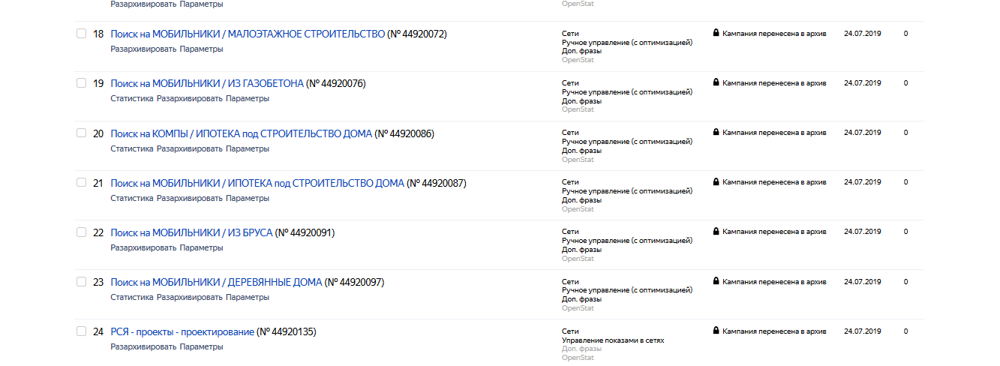 Разархивировать Параметры
OpenStat
18 Поиск на МОБИЛЬНИКИ / МАЛОЭТАЖНОЕ СТРОИТЕЛЬСТВО (№ 44920072)
Разархивировать Параметры
Сети
Ручное управление (с оптимизацией)
Доп. фразы
OpenStat
Кампания перенесена в архив
24.07.2019
0
19 Поиск на МОБИЛЬНИКИ / ИЗ ГАЗОБЕТОНА (№ 44920076)
Статистика Разархивировать Параметры
Сети
Ручное управление (с оптимизацией)
Доп. фразы
OpenStat
Кампания перенесена в архив
24.07.2019
0
20 Поиск на КОМПЫ / ИПОТЕКА под СТРОИТЕЛЬСТВО ДОМА (№ 44920086)
Статистика Разархивировать Параметры
Сети
Ручное управление (с оптимизацией)
Доп. фразы
OpenStat
Кампания перенесена в архив
24.07.2019
0
21 Поиск на МОБИЛЬНИКИ / ИПОТЕКА под СТРОИТЕЛЬСТВО ДОМА (№ 44920087)
Статистика Разархивировать Параметры
Сети
Ручное управление (с оптимизацией)
Доп. фразы
OpenStat
Кампания перенесена в архив
24.07.2019
0
22 Поиск на МОБИЛЬНИКИ / ИЗ БРУСА (№ 44920091)
Разархивировать Параметры
Сети
Ручное управление (с оптимизацией)
Доп. фразы
OpenStat
Кампания перенесена в архив
24.07.2019
0
23 Поиск на МОБИЛЬНИКИ / ДЕРЕВЯННЫЕ ДОМА (№ 44920097)
Статистика Разархивировать Параметры
Сети
Ручное управление (с оптимизацией)
Доп. фразы
OpenStat
Кампания перенесена в архив
24.07.2019
0
24 РСЯ - проекты - проектирование (№ 44920135)
Разархивировать Параметры
Сети
Управление показами в сетях
Доп. фразы
OpenStat
Кампания перенесена в архив
24.07.2019
0